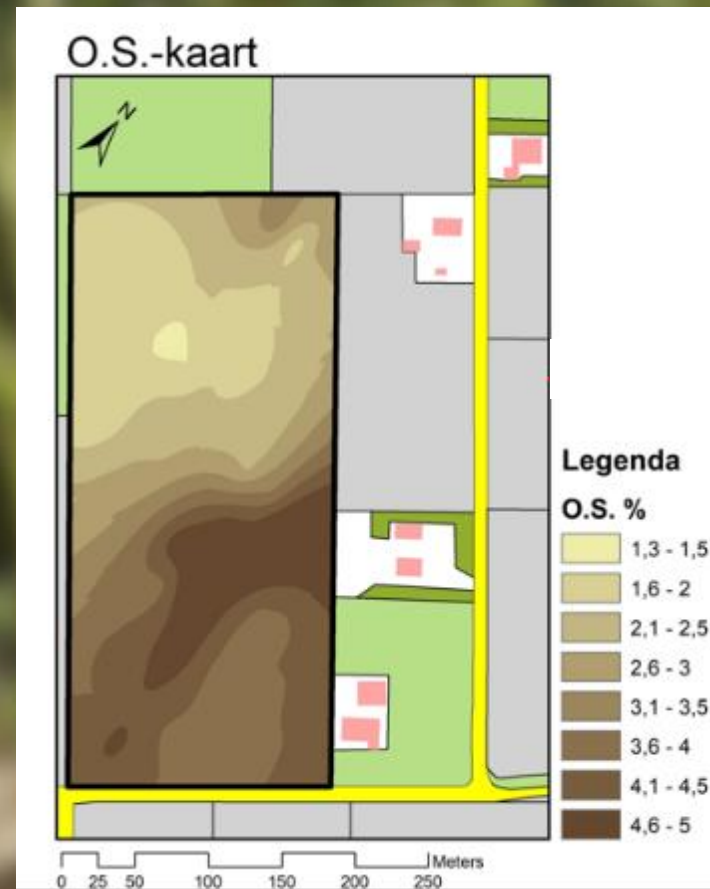 O.S.-kaart
N
Legenda
O.S. %
1,3 - 1,5
1,6 - 2
2,1 - 2,5
2,6 - 3
3,1 - 3,5
3,6 - 4
4,1 - 4,5
4,6 - 5
Meters
0 25 50 100 150 200 250